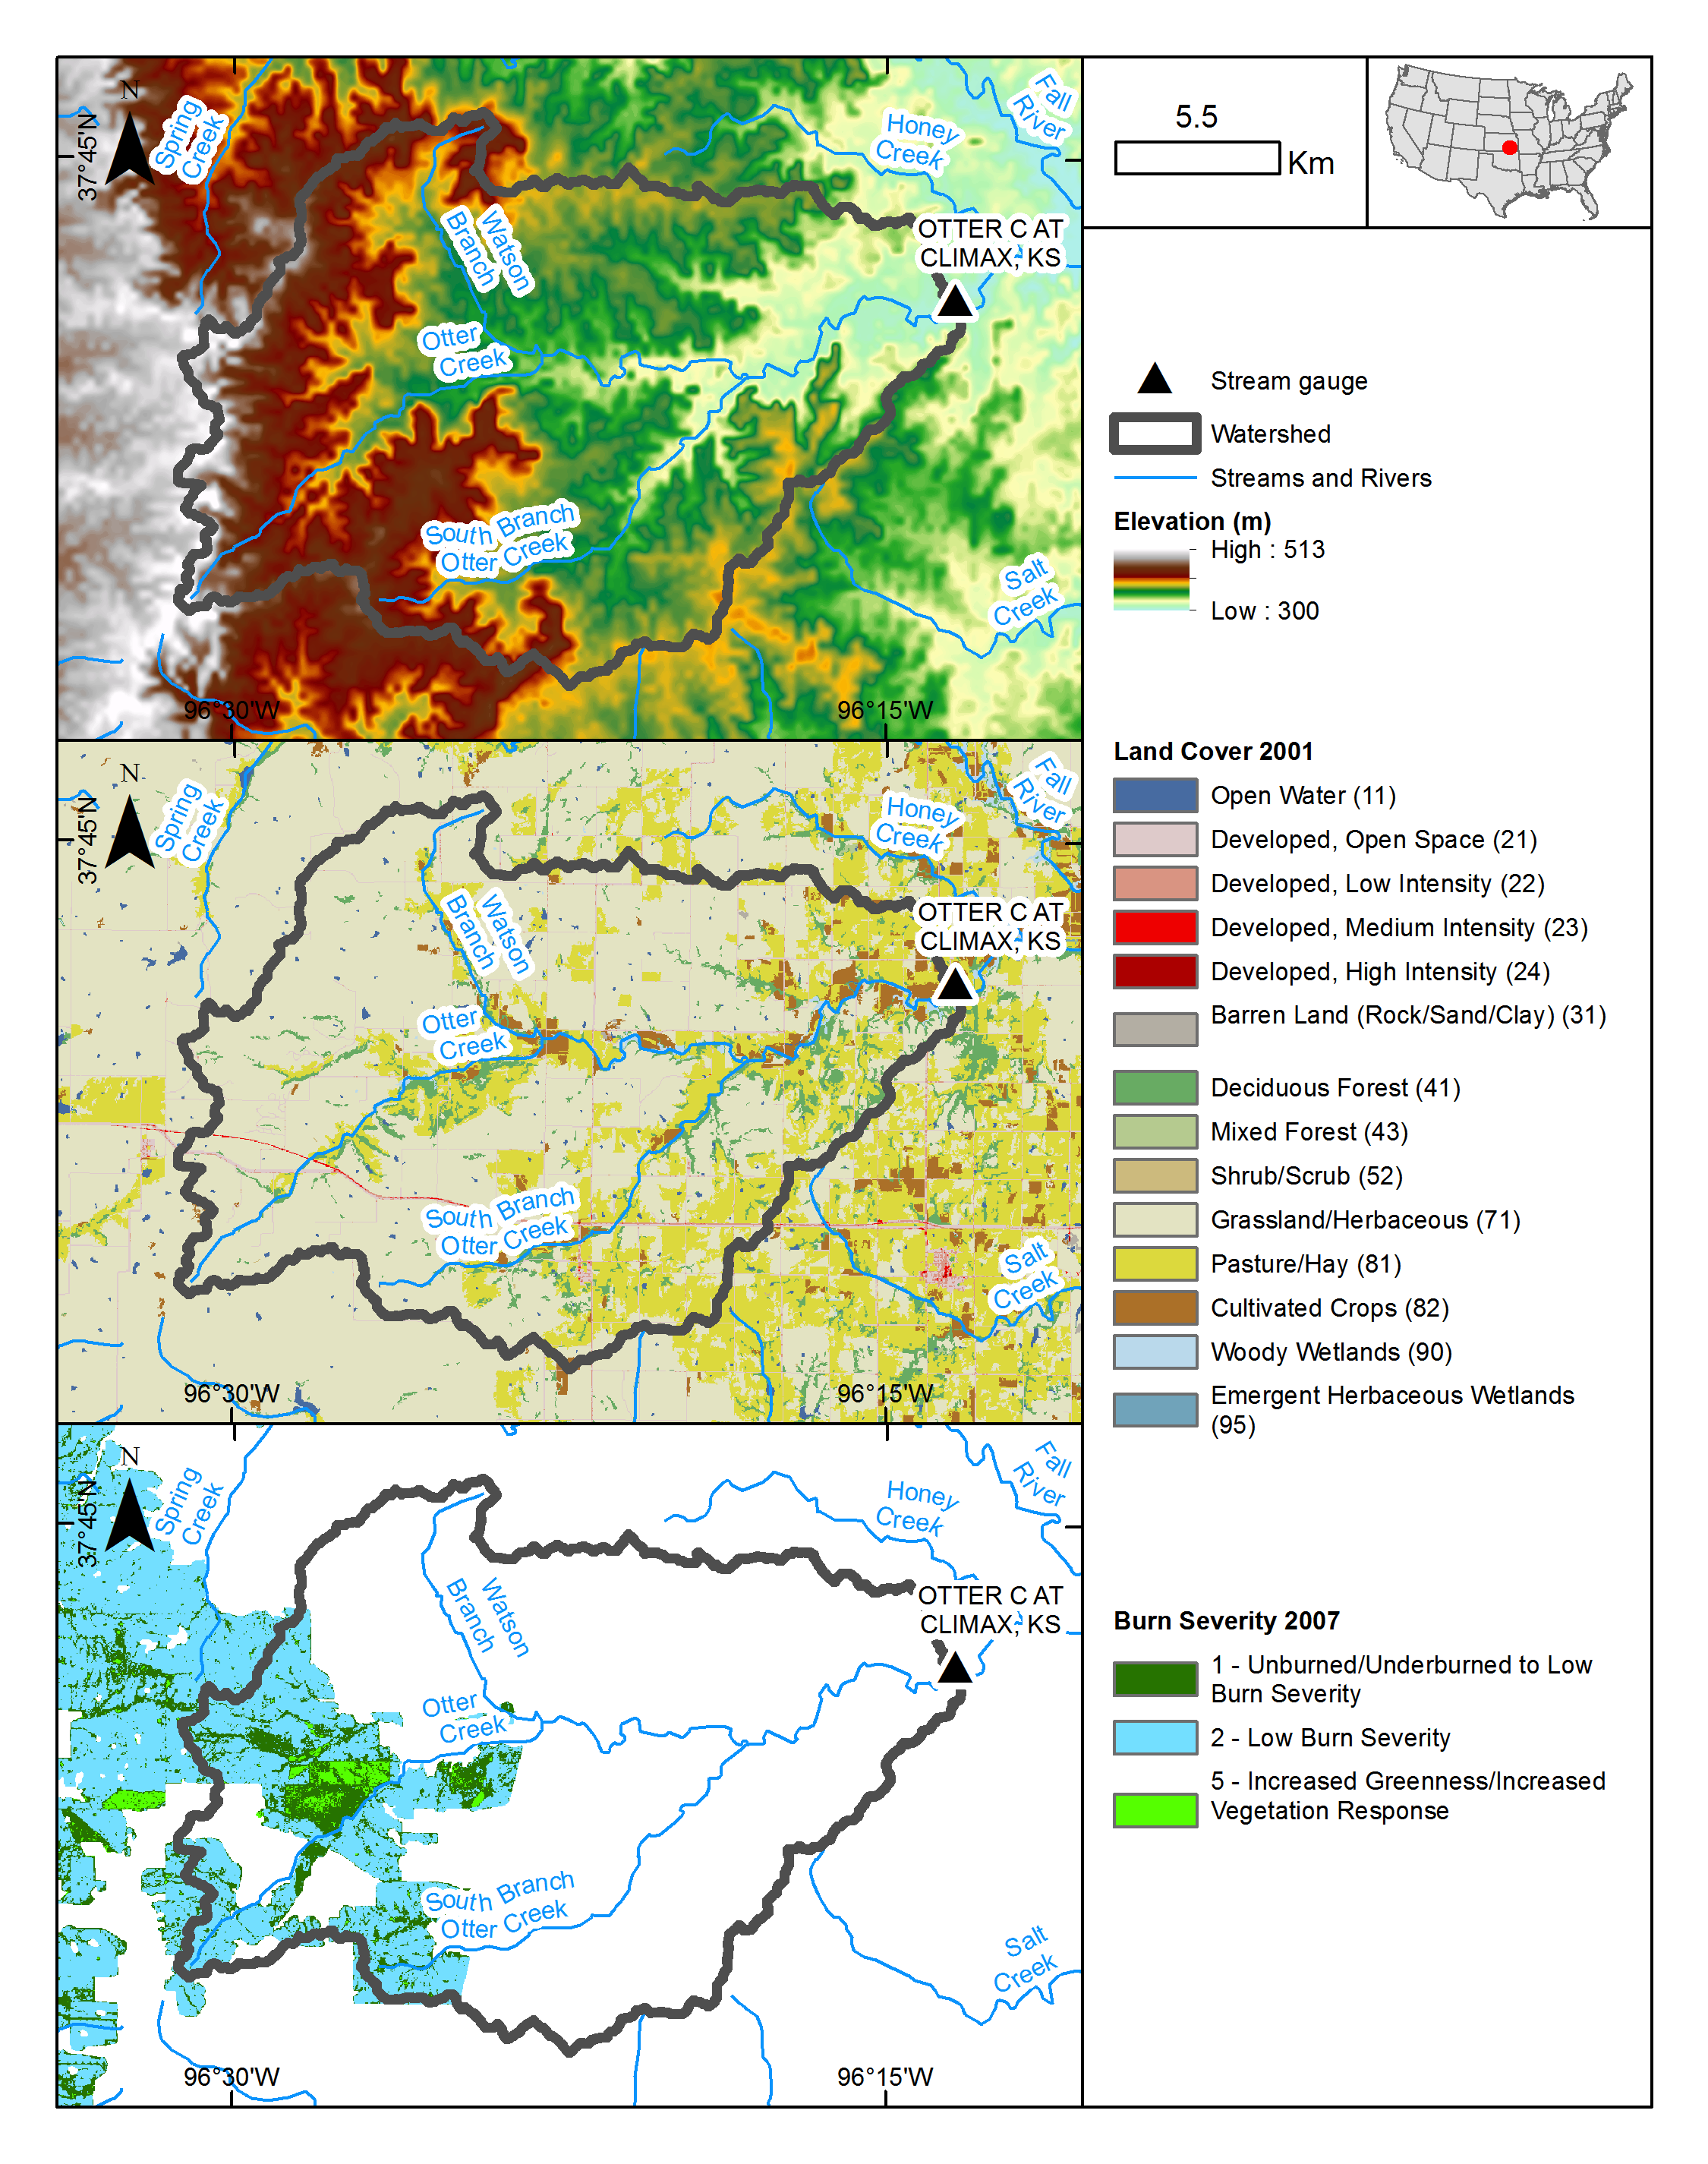 N
Spring
Creek
37°45'N
Watson
Branch
Honey
Creek
Fall
River
OTTER C AT
CLIMAX, KS
Otter
Creek
South Branch
Otter Creek
Salt
Creek
96°30'W
96°15'W
N
Spring
Creek
37°45'N
Watson
Branch
Honey
Creek
Fall
River
OTTER C AT
CLIMAX, KS
Otter
Creek
South Branch
Otter Creek
Salt
Creek
96°30'W
96°15'W
N
Spring
Creek
37°45'N
Watson
Branch
Honey
Creek
Fall
River
OTTER C AT
CLIMAX, KS
Otter
Creek
South Branch
Otter Creek
Salt
Creek
96°30'W
96°15'W
5.5
Km
Stream gauge
Watershed
Streams and Rivers
Elevation (m)
High : 513
Low : 300
Land Cover 2001
Open Water (11)
Developed, Open Space (21)
Developed, Low Intensity (22)
Developed, Medium Intensity (23)
Developed, High Intensity (24)
Barren Land (Rock/Sand/Clay) (31)
Deciduous Forest (41)
Mixed Forest (43)
Shrub/Scrub (52)
Grassland/Herbaceous (71)
Pasture/Hay (81)
Cultivated Crops (82)
Woody Wetlands (90)
Emergent Herbaceous Wetlands
(95)
Burn Severity 2007
1 - Unburned/Underburned to Low
Burn Severity
2 - Low Burn Severity
5 - Increased Greenness/Increased
Vegetation Response